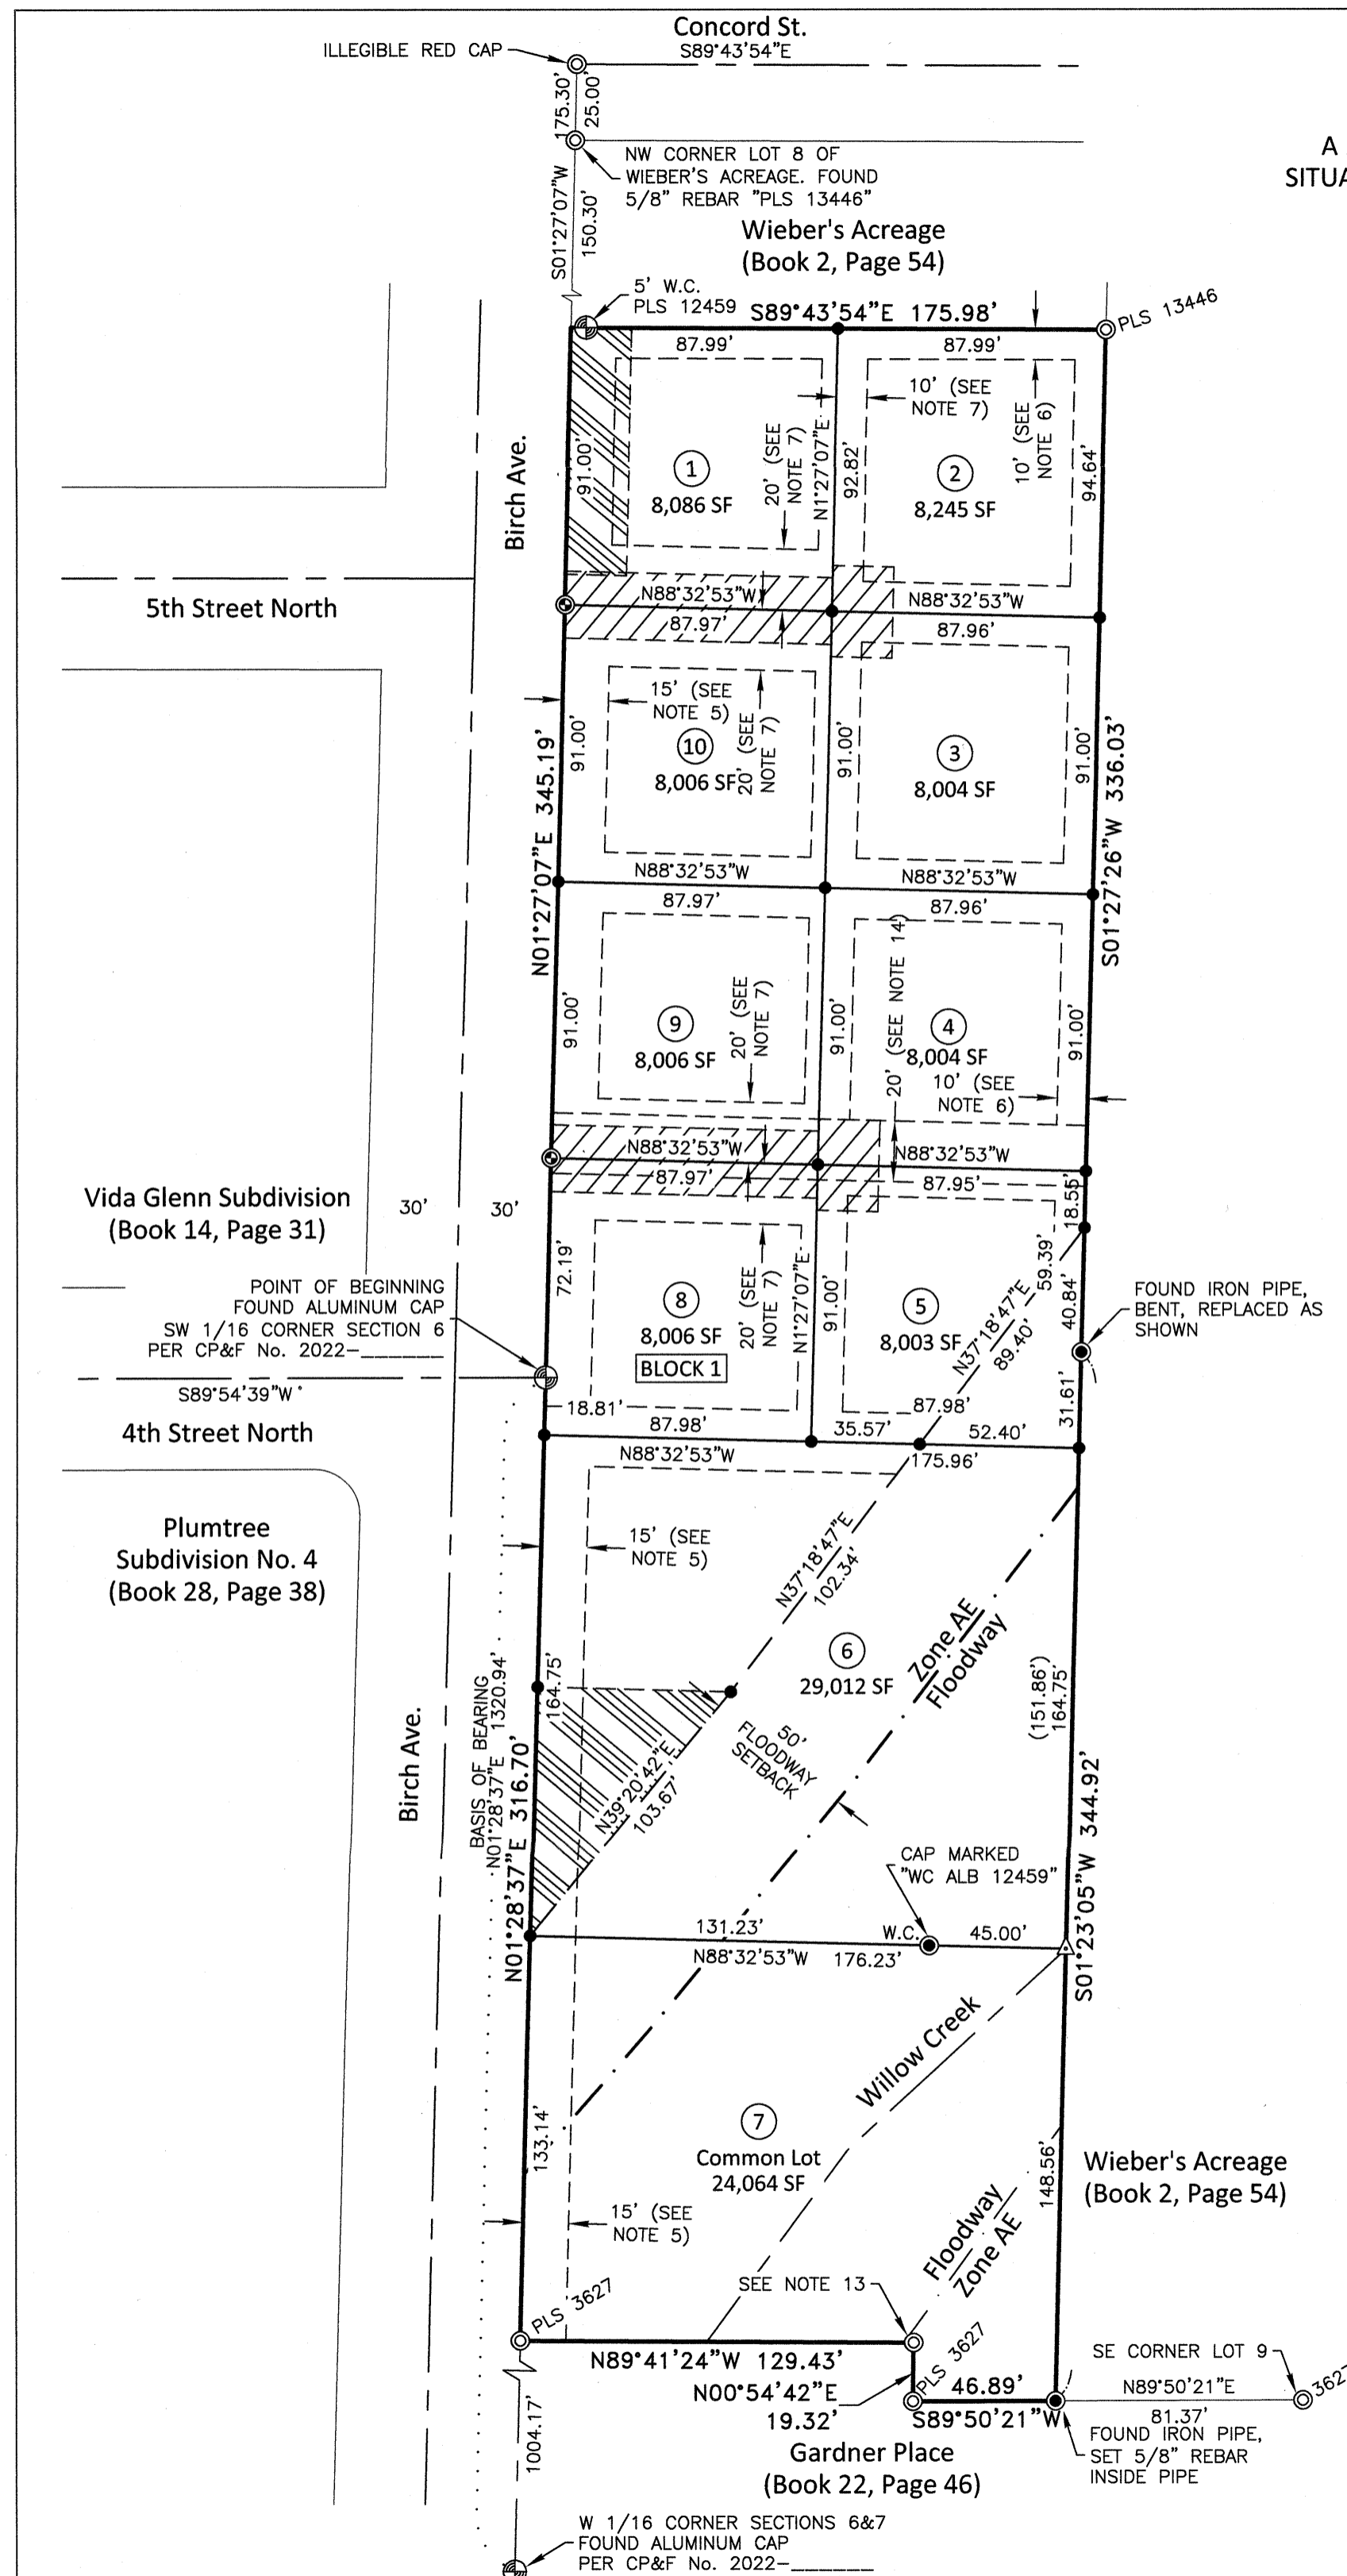 Concord St.
S89°43'54"E
ILLEGIBLE RED CAP
175.30'
25.00'
NW CORNER LOT 8 OF
WIEBER'S ACREAGE. FOUND
5/8" REBAR "PLS 13446"
S01°27'07"W
150.30'
A
SITUA
Wieber's Acreage
(Book 2, Page 54)
5' W.C.
PLS 12459
S89°43'54"E 175.98'
PLS 13446
87.99'
87.99'
10' (SEE
NOTE 7)
10' (SEE
NOTE 6)
Birch Ave.
91.00'
1
8,086 SF
20' (SEE
NOTE 7)
N1°27'07"E
92.82'
2
8,245 SF
94.64'
5th Street North
N88°32'53"W
87.97'
N88°32'53"W
87.96'
15' (SEE
NOTE 5)
20' (SEE
NOTE 7)
91.00'
10
8,006 SF
91.00'
3
8,004 SF
91.00'
N01°27'07"E 345.19'
S01°27'26"W 336.03'
N88°32'53"W
87.97'
N88°32'53"W
87.96'
20' (SEE NOTE 14)
91.00'
9
8,006 SF
20' (SEE
NOTE 7)
91.00'
4
8,004 SF
10' (SEE
NOTE 6)
91.00'
N88°32'53"W
87.97'
N88°32'53"W
87.95'
18.55'
Vida Glenn Subdivision
(Book 14, Page 31)
30'
30'
72.19'
59.39'
40.84'
POINT OF BEGINNING
FOUND ALUMINUM CAP
SW 1/16 CORNER SECTION 6
PER CP&F No. 2022-______
8
8,006 SF
BLOCK 1
20' (SEE
NOTE 7)
N1°27'07"E
91.00'
5
8,003 SF
N37°18'47"E
89.40'
FOUND IRON PIPE,
BENT, REPLACED AS
SHOWN
31.61'
S89°54'39"W
4th Street North
18.81'
87.98'
87.98'
35.57'
52.40'
N88°32'53"W
175.96'
Plumtree
Subdivision No. 4
(Book 28, Page 38)
15' (SEE
NOTE 5)
N37°18'47"E
102.34'
Zone AE
Floodway
6
29,012 SF
164.75'
(151.86')
164.75'
50'
FLOODWAY
SETBACK
N39°20'42"E
103.67'
Birch Ave.
BASIS OF BEARING
N01°28'37"E 1320.94'
N01°28'37"E 316.70'
S01°23'05"W 344.92'
CAP MARKED
"WC ALB 12459"
131.23'
W.C.
45.00'
N88°32'53"W 176.23'
Willow Creek
133.14'
7
Common Lot
24,064 SF
148.56'
Wieber's Acreage
(Book 2, Page 54)
15' (SEE
NOTE 5)
Floodway
Zone AE
SEE NOTE 13
PLS 3627
PLS 3627
N89°41'24"W 129.43'
N00°54'42"E
19.32'
46.89'
S89°50'21"W
SE CORNER LOT 9
N89°50'21"E
81.37'
362
FOUND IRON PIPE,
SET 5/8" REBAR
INSIDE PIPE
1004.17'
Gardner Place
(Book 22, Page 46)
W 1/16 CORNER SECTIONS 6&7
FOUND ALUMINUM CAP
PER CP&F No. 2022-______